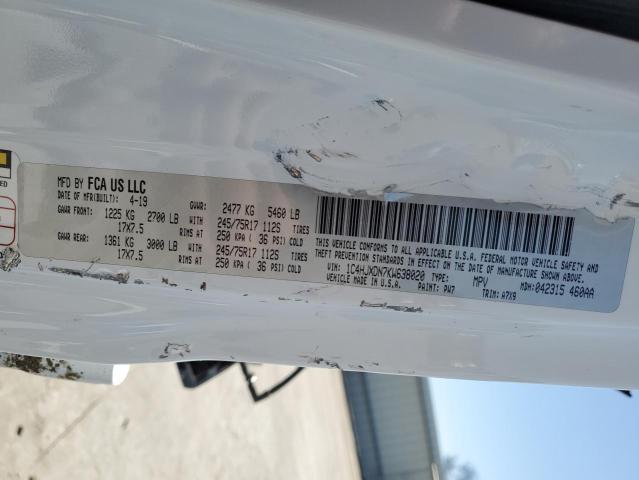 MFD BY FCA US LLC
DATE OF MFR(BUILT): 4-19 GVWR: 2477 KG 5460 LB
GAWR FRONT: 1225 KG 2700 LB WITH 245/75R17 112S TIRES
17X7.5 RIMS AT 250 KPA ( 36 PSI) COLD
GAWR REAR: 1361 KG 3000 LB WITH 245/75R17 112S TIRES
17X7.5 RIMS AT 250 KPA ( 36 PSI) COLD
THIS VEHICLE CONFORMS TO ALL APPLICABLE U.S.A. FEDERAL MOTOR VEHICLE SAFETY AND
THEFT PREVENTION STANDARDS IN EFFECT ON THE DATE OF MANUFACTURE SHOWN ABOVE.
VIN: 1C4HJXDN7KW638020 TYPE: MPV MDH: 042315 460AA
VEHICLE MADE IN U.S.A. PAINT: PW7 TRIM: A7X9